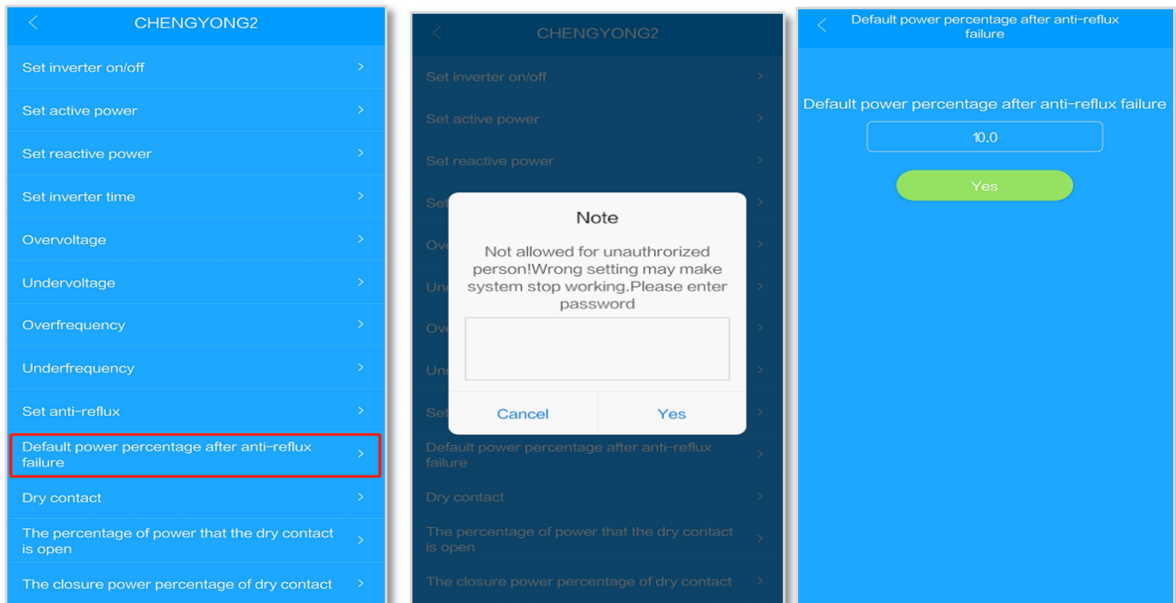 CHENGYONG2
Set inverter on/off
Set active power
Set reactive power
Set inverter time
Overvoltage
Undervoltage
Overfrequency
Underfrequency
Set anti-reflux
Default power percentage after anti-reflux
failure
Dry contact
The percentage of power that the dry contact
is open
The closure power percentage of dry contact
CHENGYONG2
Set inverter on/off
Set active power
Set reactive power
Set
Ove
Und
Ove
Und
Set
Note
Not allowed for unauthrorized
person!Wrong setting may make
system stop working.Please enter
password
Cancel
Yes
Default power percentage after anti-reflux
failure
Dry contact
The percentage of power that the dry contact
is open
The closure power percentage of dry contact
Default power percentage after anti-reflux
failure
Default power percentage after anti-reflux failure
10.0
Yes